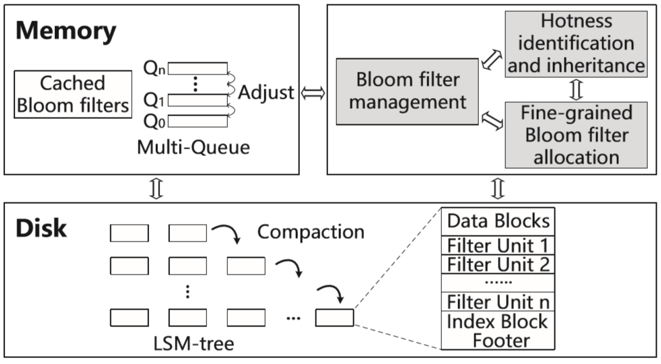 Memory
Cached
Bloom filters
Qn
Q1
Q0
Adjust
Multi-Queue
Bloom filter
management
Hotness
identification
and inheritance
Fine-grained
Bloom filter
allocation
Disk
Compaction
...
LSM-tree
Data Blocks
Filter Unit 1
Filter Unit 2
......
Filter Unit n
Index Block
Footer